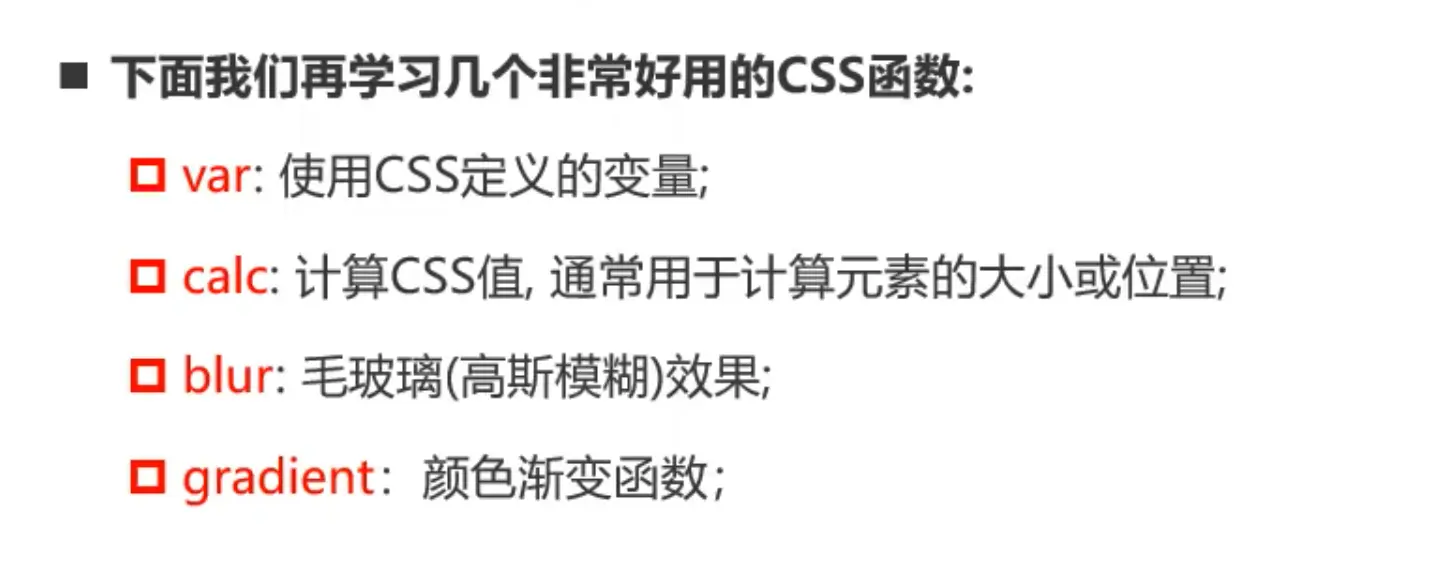 下面我们再学习几个非常好用的CSS函数:
var: 使用CSS定义的变量;
calc: 计算CSS值, 通常用于计算元素的大小或位置;
blur: 毛玻璃(高斯模糊)效果;
gradient：颜色渐变函数；